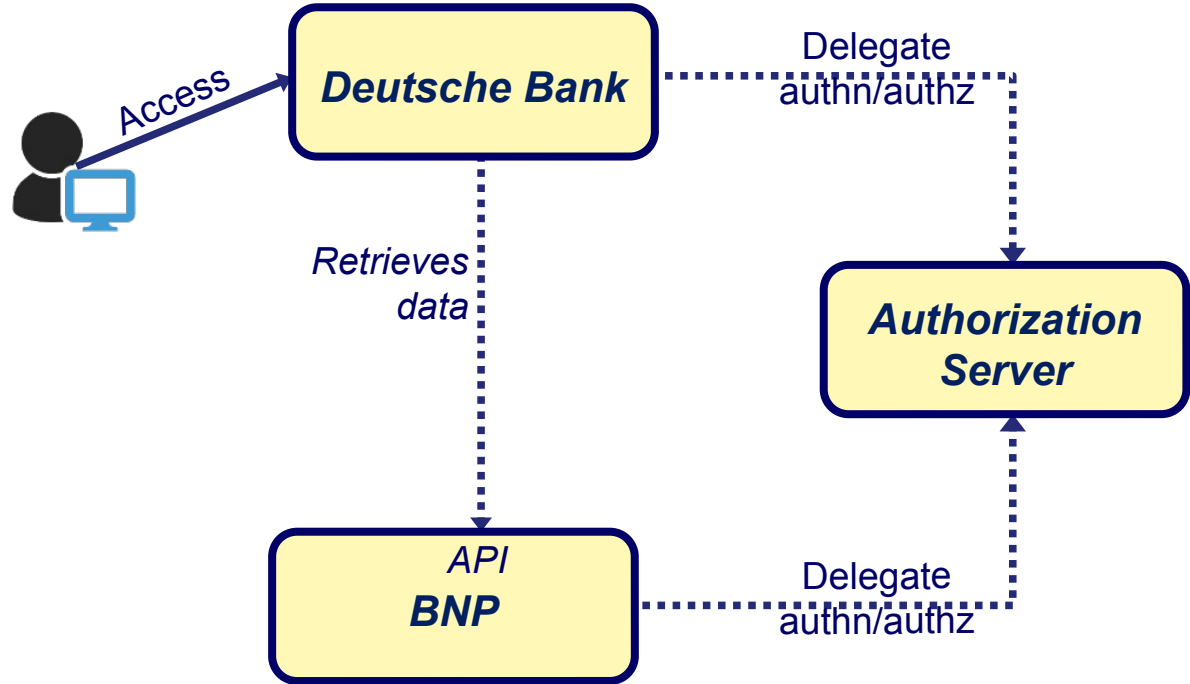 Access
Deutsche Bank
Delegate
authn/authz
Retrieves
data
Authorization
Server
API
BNP
Delegate
authn/authz